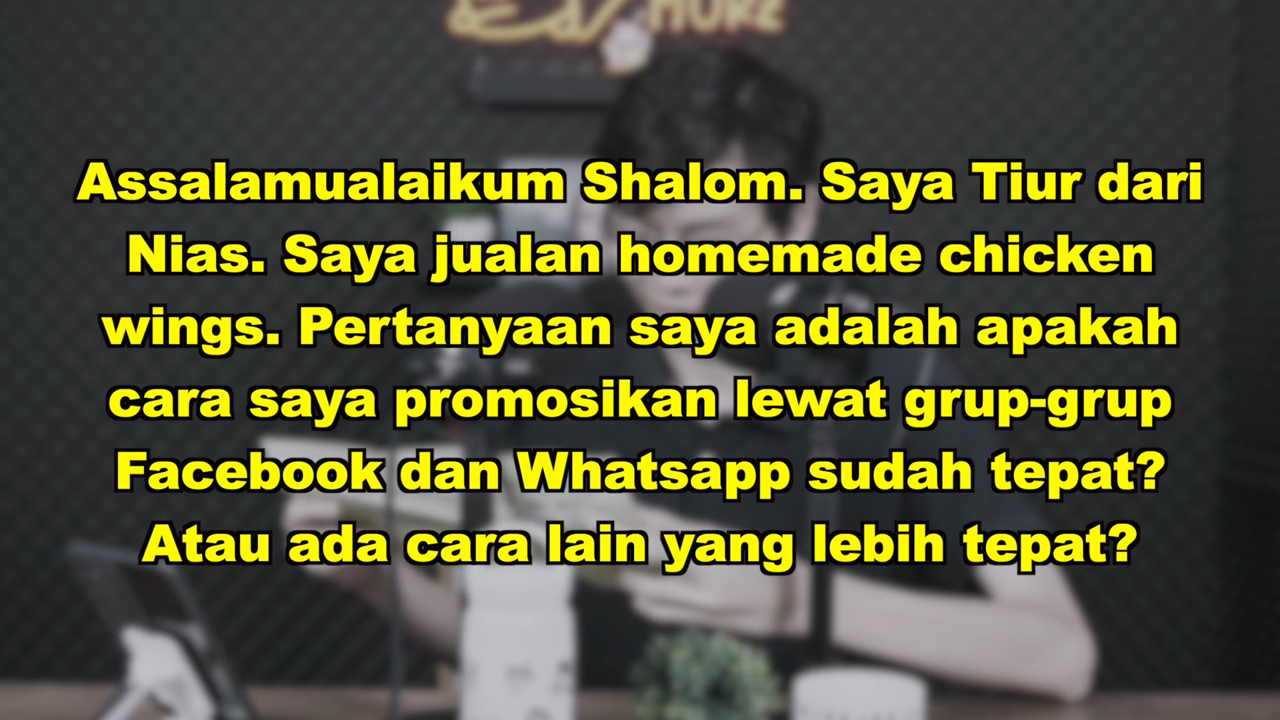 Assalamualaikum Shalom. Saya Tiur dari
Nias. Saya jualan homemade chicken
wings. Pertanyaan saya adalah apakah
cara saya promosikan lewat grup-grup
Facebook dan Whatsapp sudah tepat?
Atau ada cara lain yang lebih tepat?